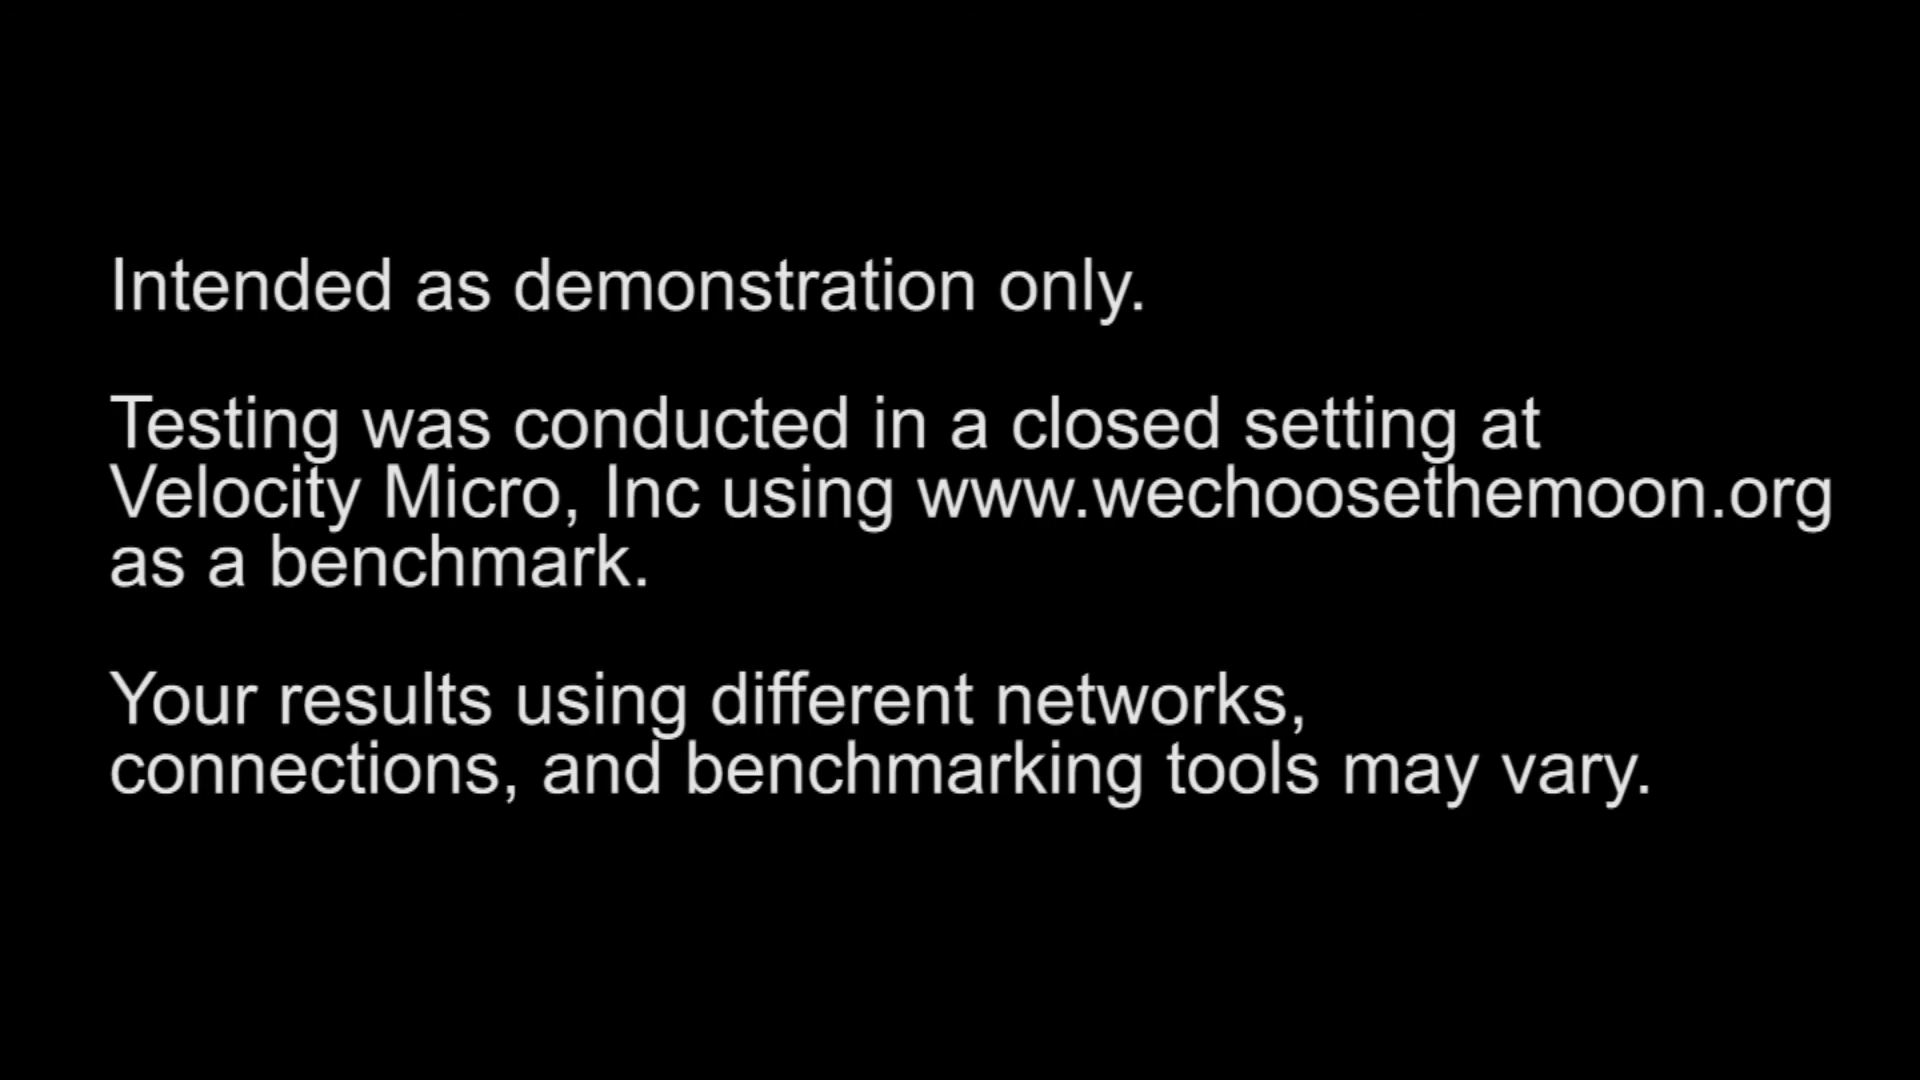 Intended as demonstration only.
Testing was conducted in a closed setting at
Velocity Micro, Inc using www.wechoosethemoon.org
as a benchmark.
Your results using different networks,
connections, and benchmarking tools may vary.